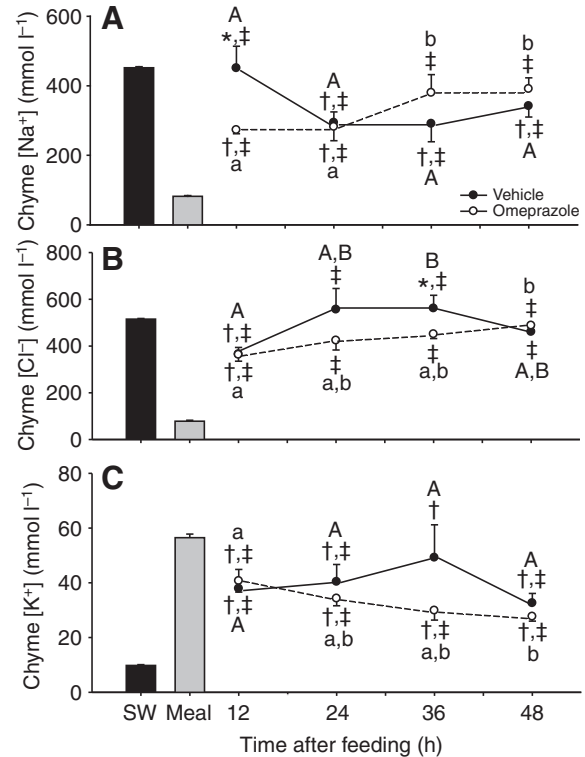 A
Chyme [Na⁺] (mmol l⁻¹)
600
400
200
0
A
*,‡
A
†,‡
b
‡
b
‡
†,‡
a
†,‡
a
†,‡
A
†,‡
A
Vehicle
Omeprazole
B
Chyme [Cl⁻] (mmol l⁻¹)
800
600
400
200
0
A
†,‡
A,B
‡
B
*,‡
b
‡
†,‡
a
‡
a,b
‡
a,b
‡
A,B
C
Chyme [K⁺] (mmol l⁻¹)
80
60
40
20
0
a
†,‡
A
†,‡
A
†
A
†,‡
†,‡
A
†,‡
a,b
†,‡
a,b
†,‡
b
SW Meal 12 24 36 48
Time after feeding (h)